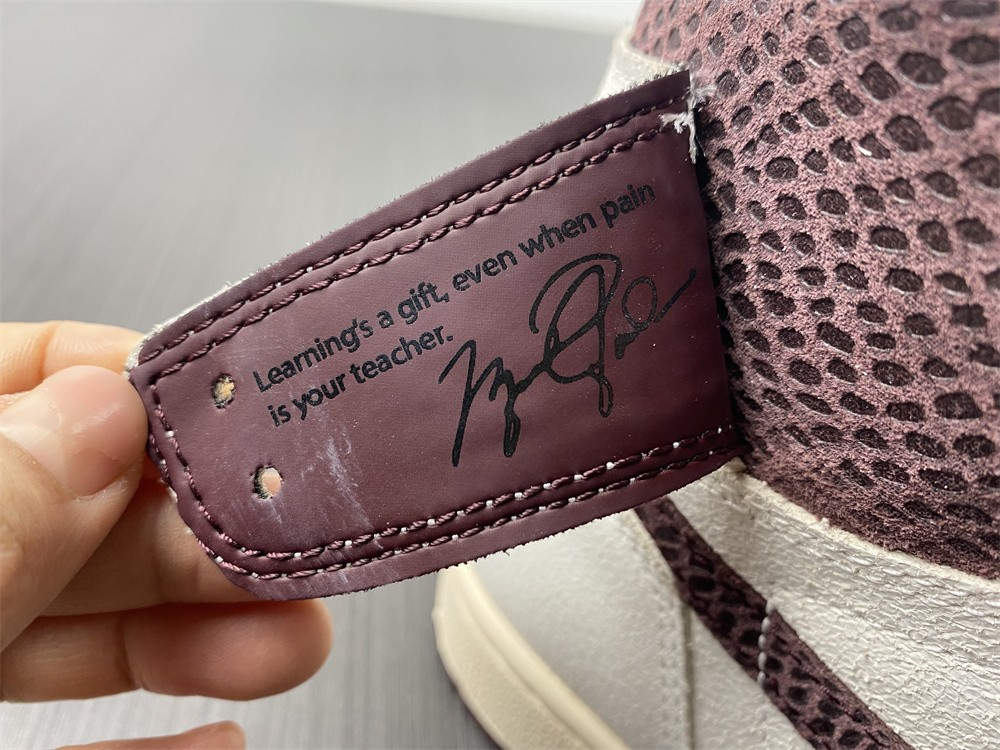 Learning's a gift, even when pain
is your teacher.